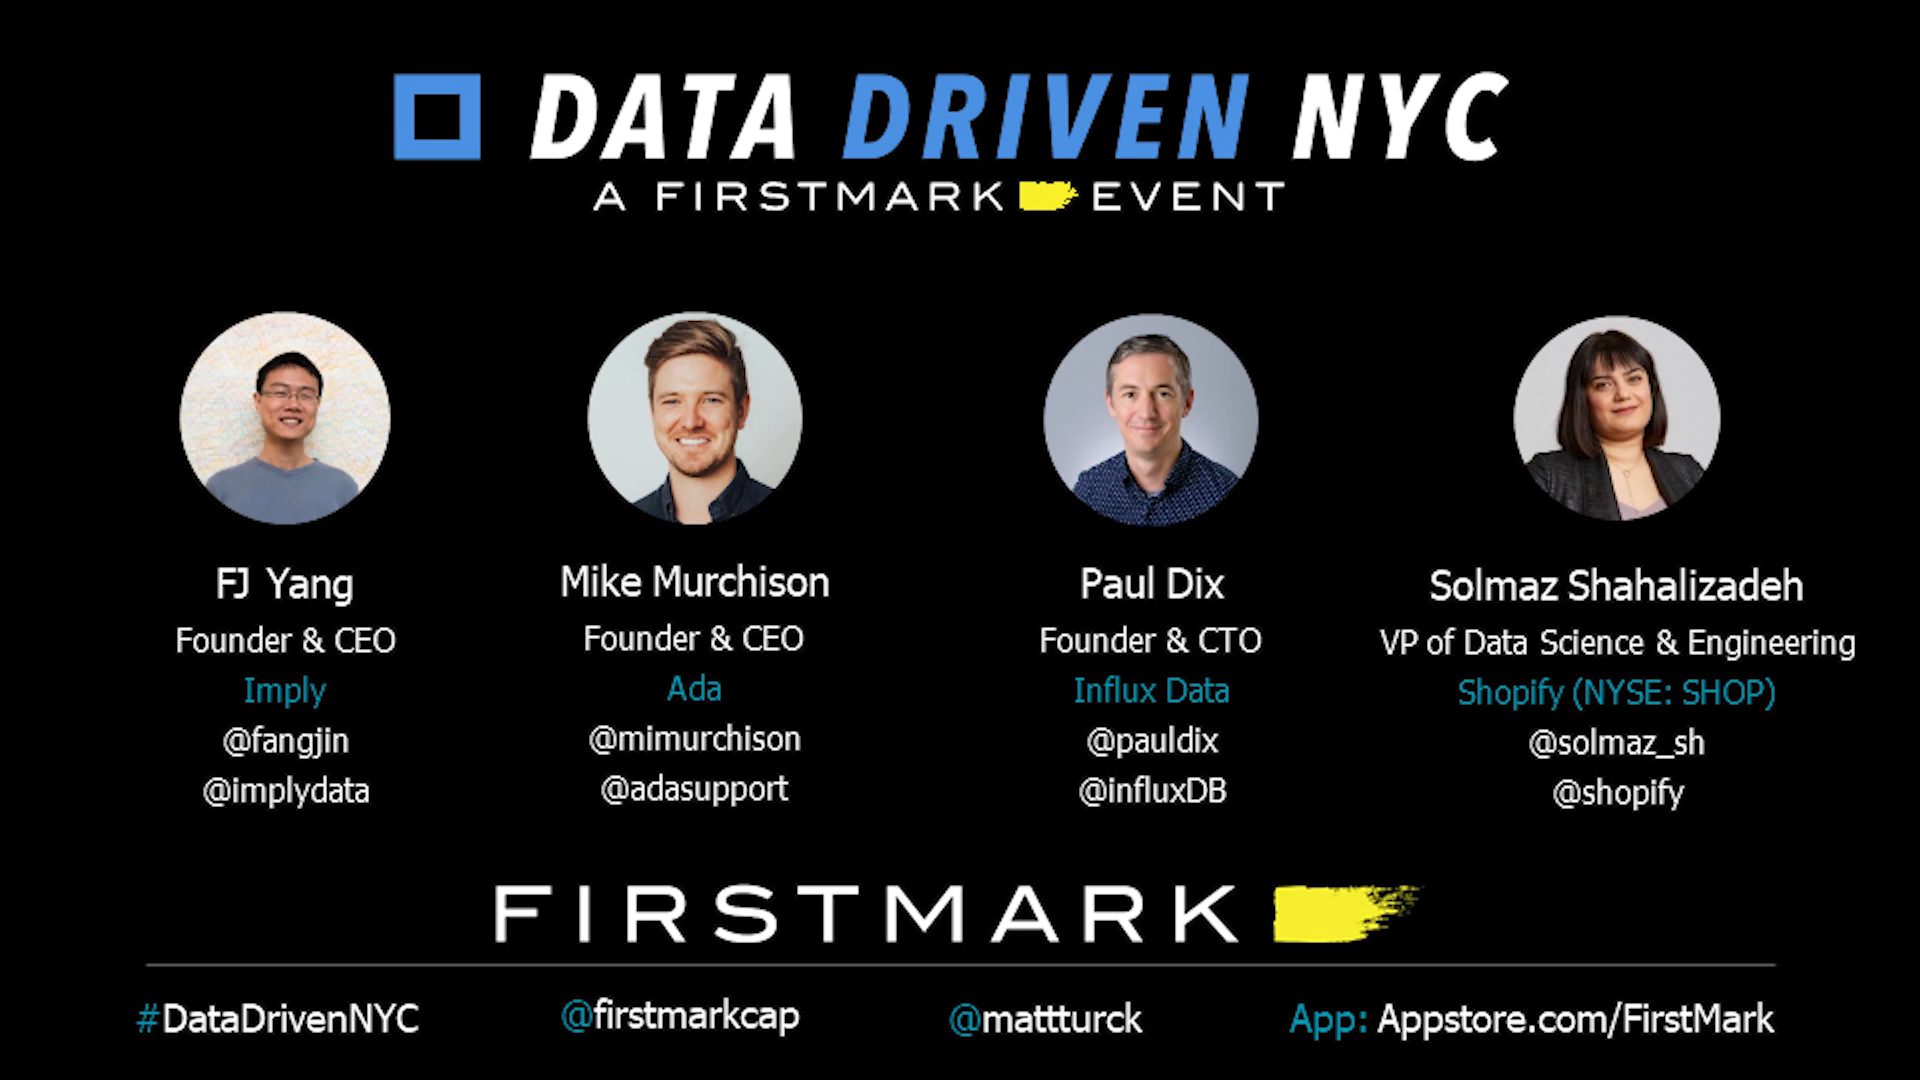 DATA DRIVEN NYC
A FIRSTMARK EVENT
FJ Yang
Founder & CEO
Imply
@fangjin
@implydata
Mike Murchison
Founder & CEO
Ada
@mimurchison
@adasupport
Paul Dix
Founder & CTO
Influx Data
@pauldix
@influxDB
Solmaz Shahalizadeh
VP of Data Science & Engineering
Shopify (NYSE: SHOP)
@solmaz_sh
@shopify
FIRSTMARK
#DataDrivenNYC
@firstmarkcap
@mattturck
App: Appstore.com/FirstMark